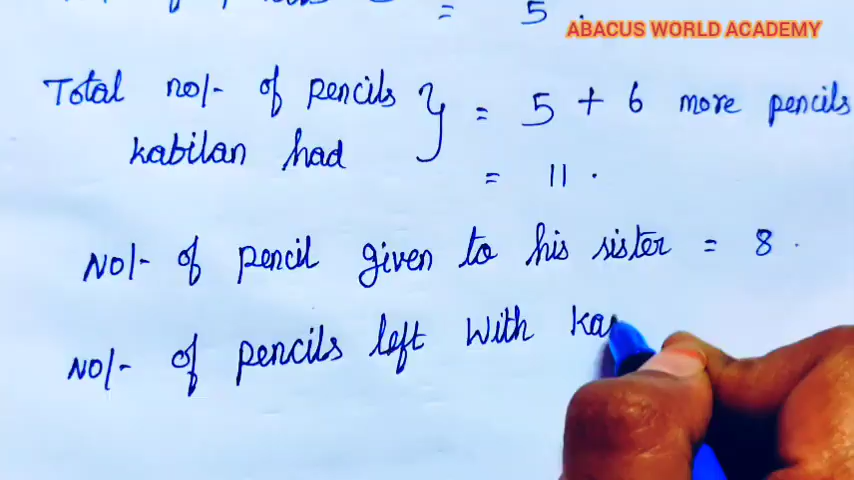 = 5 .
ABACUS WORLD ACADEMY
Total no/- of pencils } = 5 + 6 more pencils
kabilan had
= 11 .
NO/- of pencil given to his sister = 8 .
NO/- of pencils left with Ka